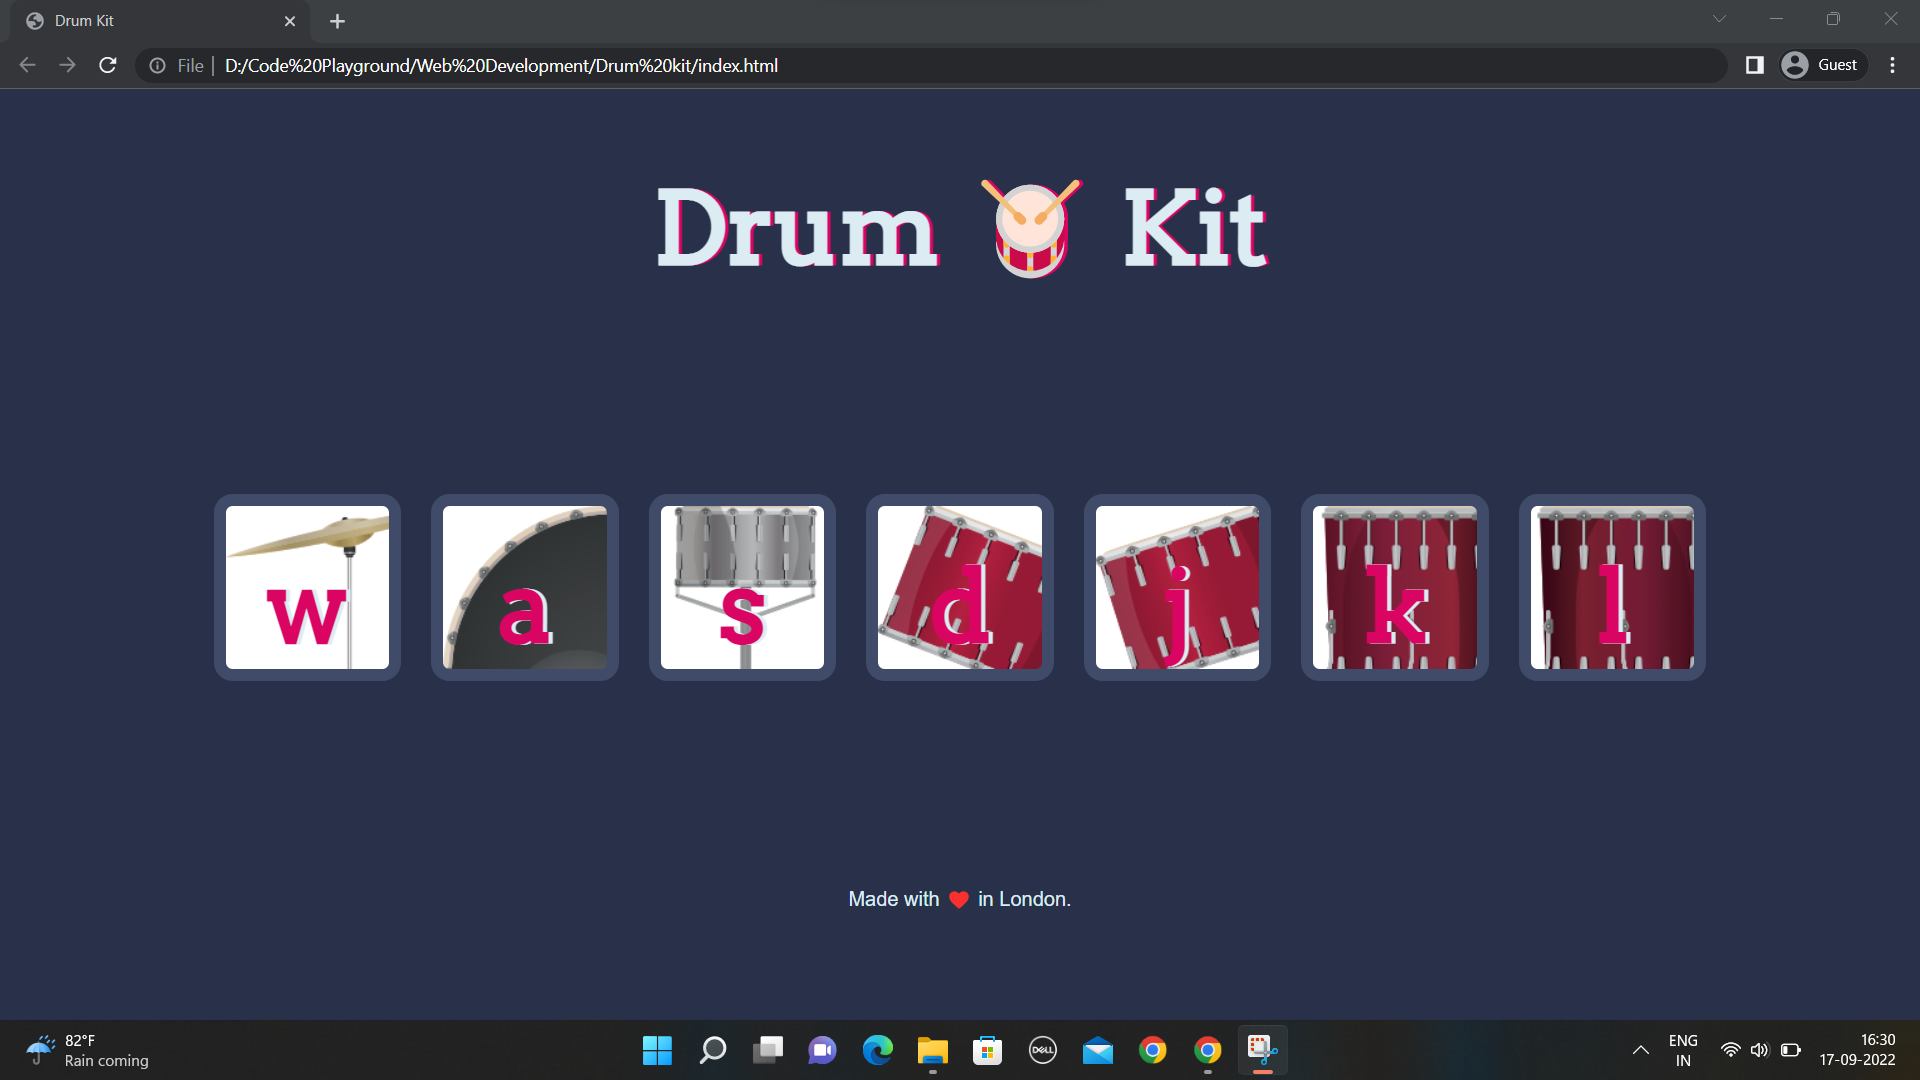 Drum Kit
File | D:/Code%20Playground/Web%20Development/Drum%20kit/index.html
Guest
Drum 🥁 Kit
w a s d j k l
Made with ❤️ in London.
82°F
Rain coming
DELL
ENG
IN
16:30
17-09-2022